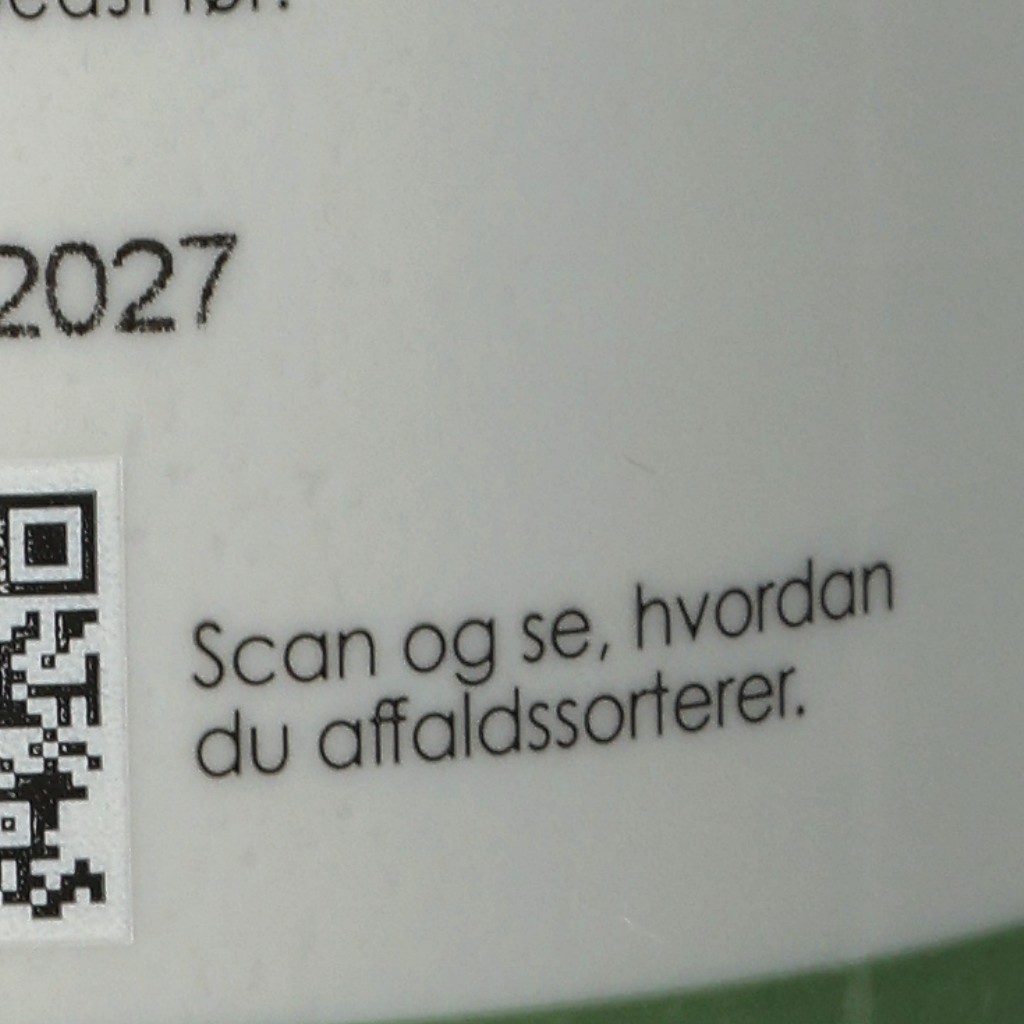 2027
Scan og se, hvordan
du affaldssorterer.